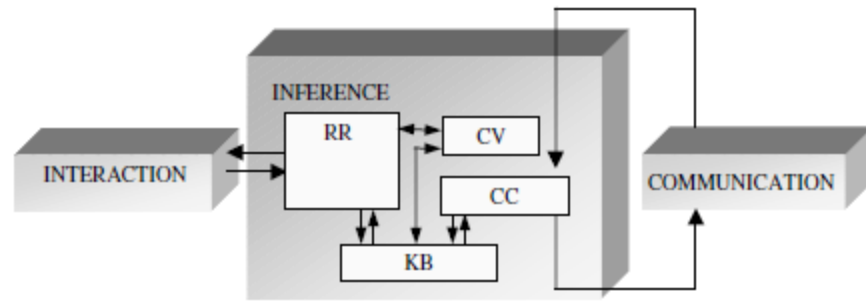 INFERENCE
RR
CV
INTERACTION
CC
COMMUNICATION
KB